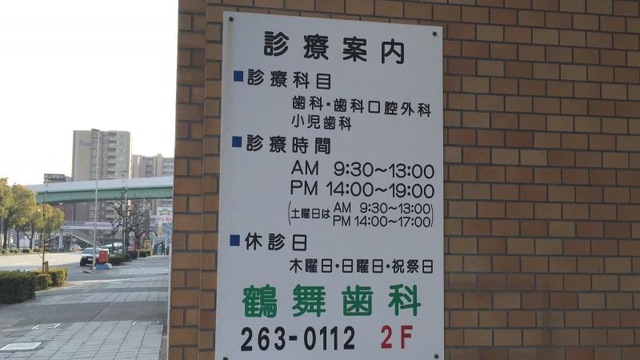 診療案内
■診療科目
歯科・歯科口腔外科
小児歯科
■診療時間
AM 9:30~13:00
PM 14:00~19:00
(土曜日は AM 9:30~13:00
PM 14:00~17:00)
■休診日
木曜日・日曜日・祝祭日
鶴舞歯科
263-0112 2F